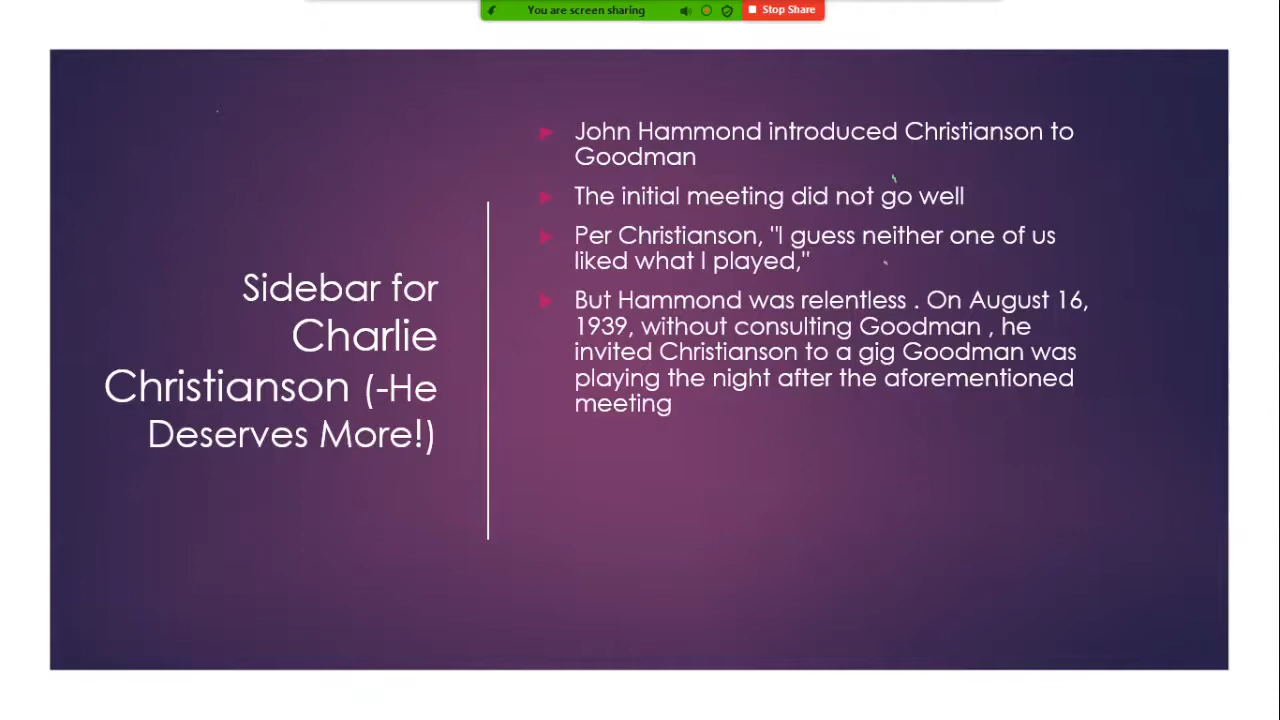 You are screen sharing
Stop Share
Sidebar for
Charlie
Christianson (-He
Deserves More!)
John Hammond introduced Christianson to
Goodman
The initial meeting did not go well
Per Christianson, "I guess neither one of us
liked what I played,"
But Hammond was relentless . On August 16,
1939, without consulting Goodman , he
invited Christianson to a gig Goodman was
playing the night after the aforementioned
meeting